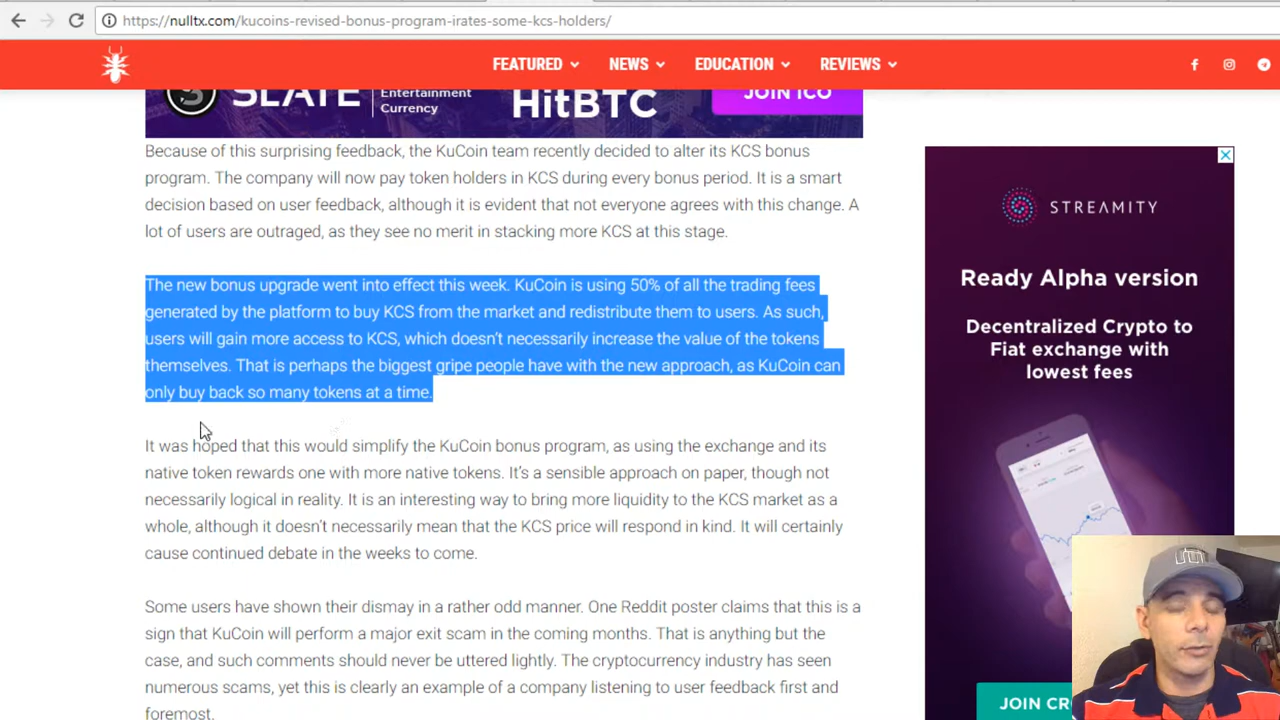 https://nulltx.com/kucoins-revised-bonus-program-irates-some-kcs-holders/
FEATURED NEWS EDUCATION REVIEWS
SLATE Entertainment Currency HitBTC JOIN ICO
Because of this surprising feedback, the KuCoin team recently decided to alter its KCS bonus
program. The company will now pay token holders in KCS during every bonus period. It is a smart
decision based on user feedback, although it is evident that not everyone agrees with this change. A
lot of users are outraged, as they see no merit in stacking more KCS at this stage.
The new bonus upgrade went into effect this week. KuCoin is using 50% of all the trading fees
generated by the platform to buy KCS from the market and redistribute them to users. As such,
users will gain more access to KCS, which doesn't necessarily increase the value of the tokens
themselves. That is perhaps the biggest gripe people have with the new approach, as KuCoin can
only buy back so many tokens at a time.
It was hoped that this would simplify the KuCoin bonus program, as using the exchange and its
native token rewards one with more native tokens. It's a sensible approach on paper, though not
necessarily logical in reality. It is an interesting way to bring more liquidity to the KCS market as a
whole, although it doesn't necessarily mean that the KCS price will respond in kind. It will certainly
cause continued debate in the weeks to come.
Some users have shown their dismay in a rather odd manner. One Reddit poster claims that this is a
sign that KuCoin will perform a major exit scam in the coming months. That is anything but the
case, and such comments should never be uttered lightly. The cryptocurrency industry has seen
numerous scams, yet this is clearly an example of a company listening to user feedback first and
foremost.
STREAMITY
Ready Alpha version
Decentralized Crypto to
Fiat exchange with
lowest fees
JOIN CR